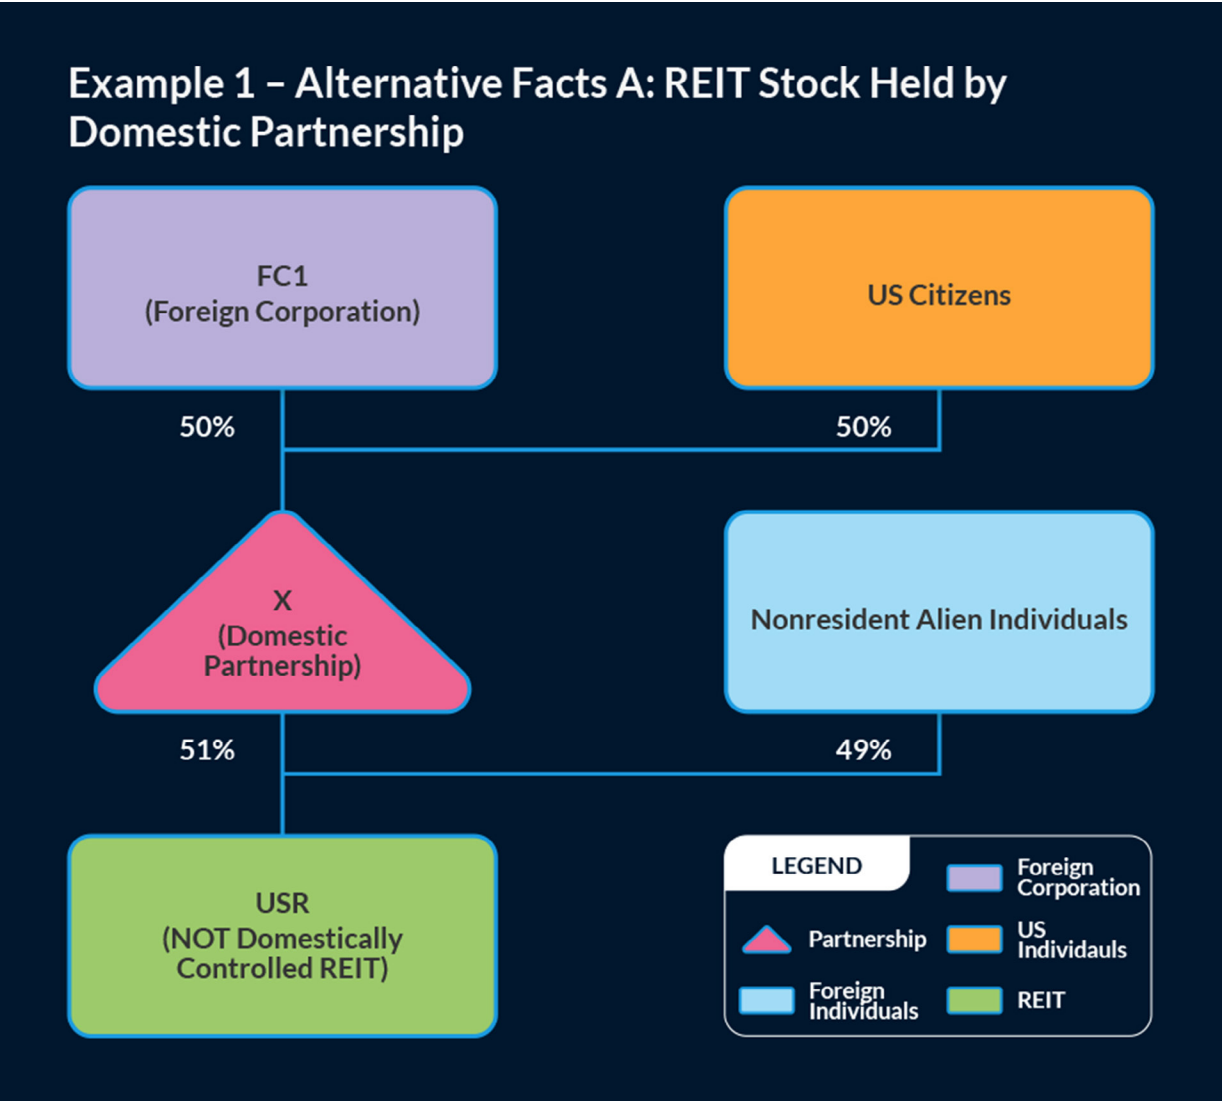 Example 1 – Alternative Facts A: REIT Stock Held by
Domestic Partnership
FC1
(Foreign Corporation)
US Citizens
50%
50%
X
(Domestic
Partnership)
Nonresident Alien Individuals
51%
49%
USR
(NOT Domestically
Controlled REIT)
LEGEND
Partnership
Foreign
Individuals
Foreign
Corporation
US
Individauls
REIT